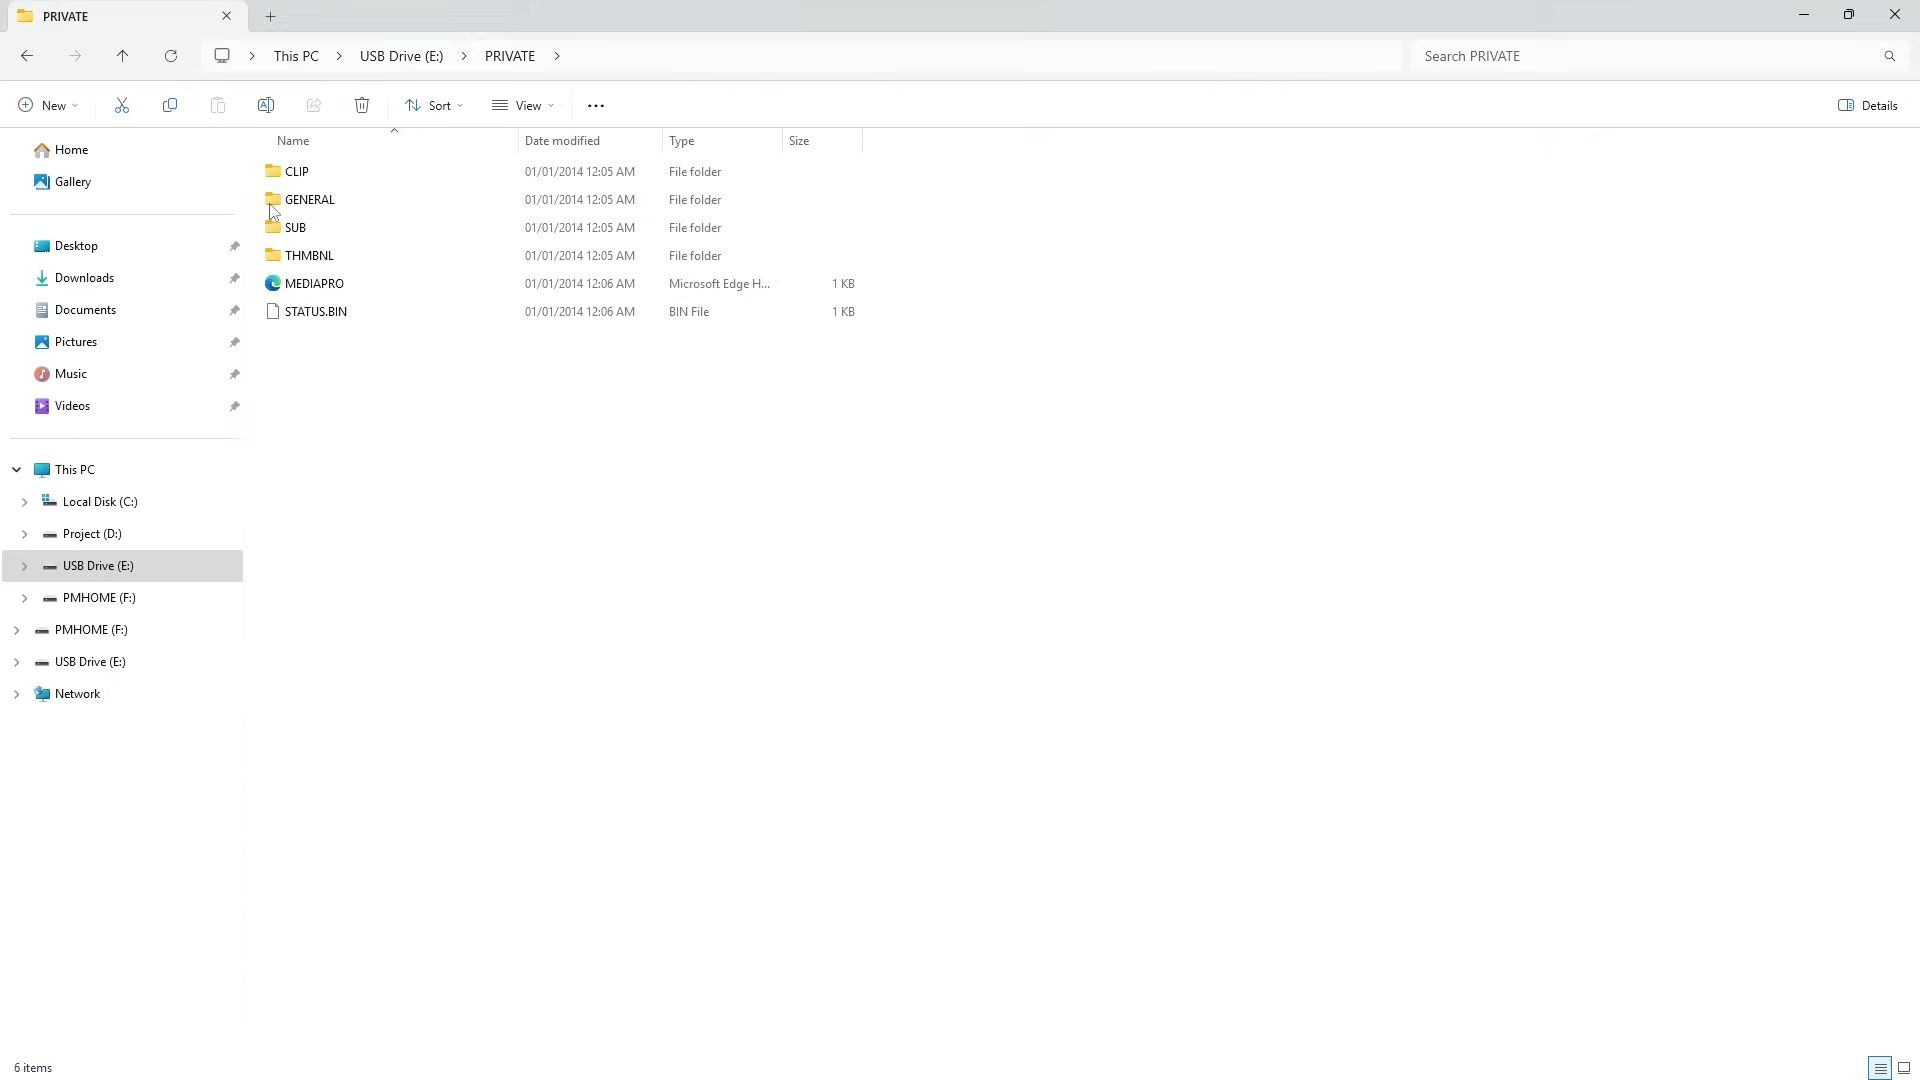 PRIVATE
This PC > USB Drive (E:) > PRIVATE >
Search PRIVATE
New
Sort
View
Details
Home
Gallery
Desktop
Downloads
Documents
Pictures
Music
Videos
This PC
Local Disk (C:)
Project (D:)
USB Drive (E:)
PMHOME (F:)
PMHOME (F:)
USB Drive (E:)
Network
Name Date modified Type Size
CLIP 01/01/2014 12:05 AM File folder
GENERAL 01/01/2014 12:05 AM File folder
SUB 01/01/2014 12:05 AM File folder
THMBNL 01/01/2014 12:05 AM File folder
MEDIAPRO 01/01/2014 12:06 AM Microsoft Edge H... 1 KB
STATUS.BIN 01/01/2014 12:06 AM BIN File 1 KB
6 items